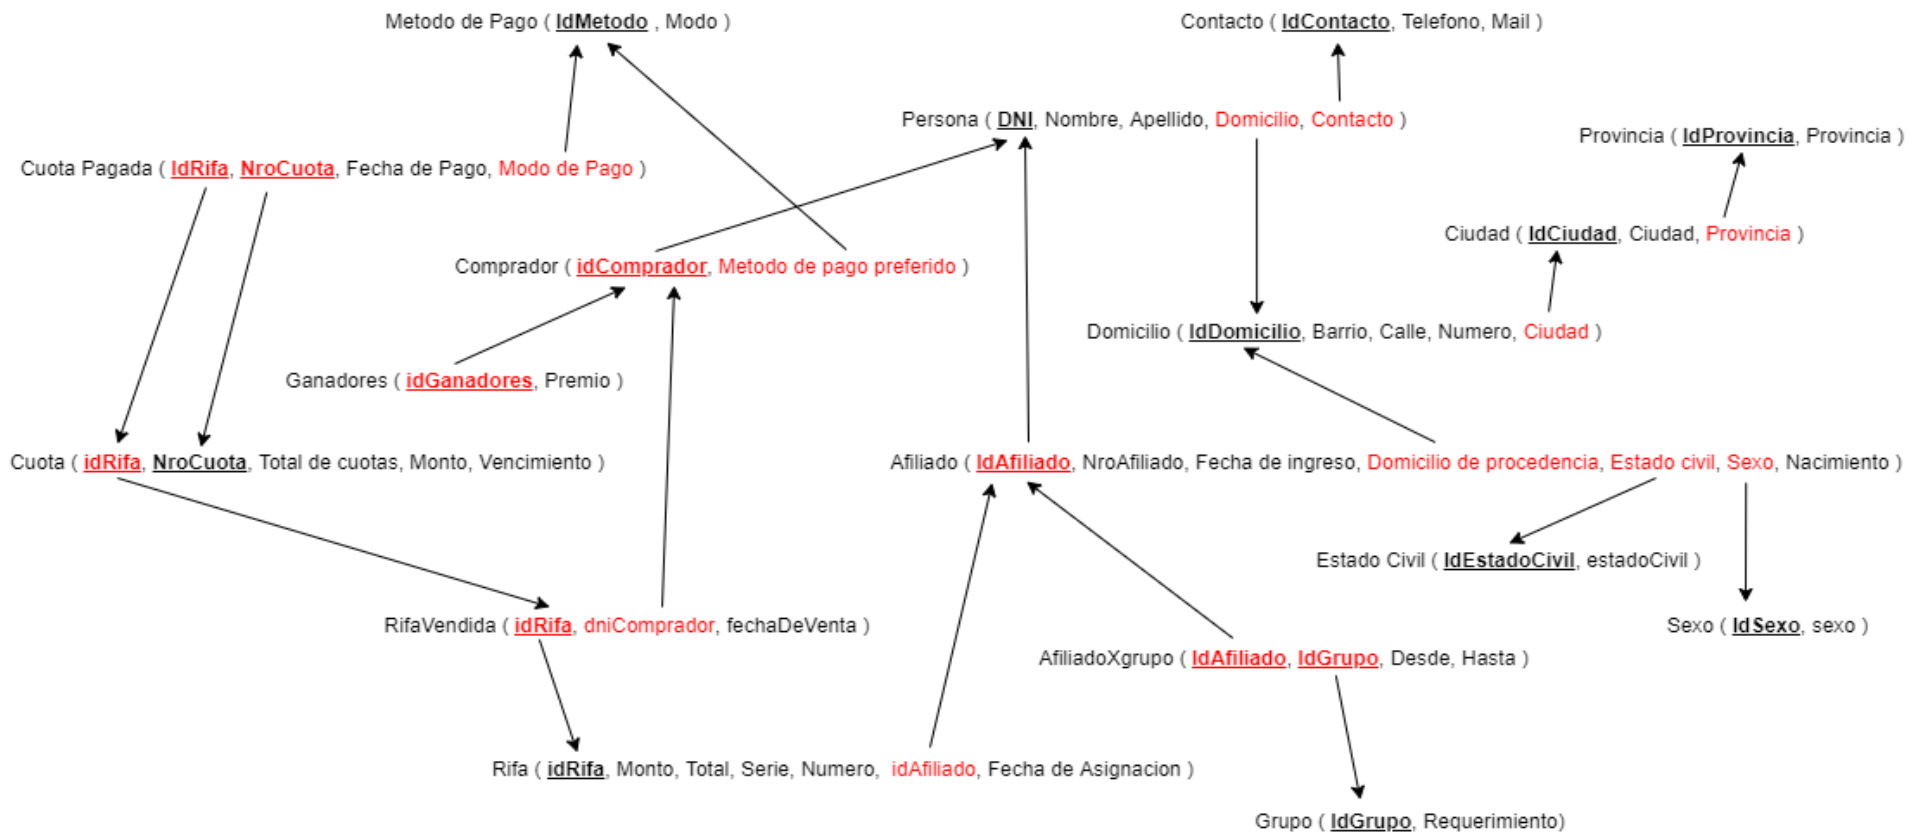 Metodo de Pago ( IdMetodo , Modo )
Contacto ( IdContacto, Telefono, Mail )
Persona ( DNI, Nombre, Apellido, Domicilio, Contacto )
Provincia ( IdProvincia, Provincia )
Cuota Pagada ( IdRifa, NroCuota, Fecha de Pago, Modo de Pago )
Ciudad ( IdCiudad, Ciudad, Provincia )
Comprador ( idComprador, Metodo de pago preferido )
Domicilio ( IdDomicilio, Barrio, Calle, Numero, Ciudad )
Ganadores ( idGanadores, Premio )
Cuota ( idRifa, NroCuota, Total de cuotas, Monto, Vencimiento )
Afiliado ( IdAfiliado, NroAfiliado, Fecha de ingreso, Domicilio de procedencia, Estado civil, Sexo, Nacimiento )
Estado Civil ( IdEstadoCivil, estadoCivil )
RifaVendida ( idRifa, dniComprador, fechaDeVenta )
Sexo ( IdSexo, sexo )
AfiliadoXgrupo ( IdAfiliado, IdGrupo, Desde, Hasta )
Rifa ( idRifa, Monto, Total, Serie, Numero, idAfiliado, Fecha de Asignacion )
Grupo ( IdGrupo, Requerimiento)